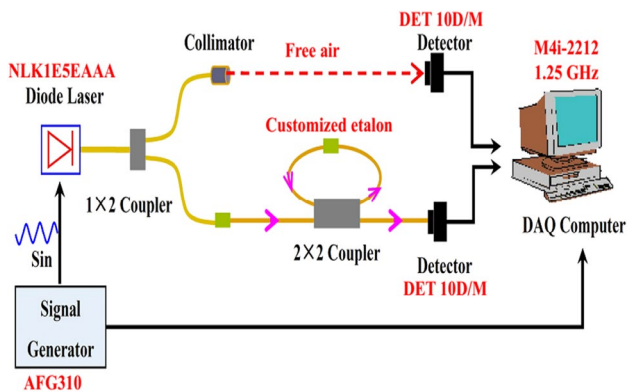 DET 10D/M
Detector
Collimator
Free air
M4i-2212
1.25 GHz
NLK1E5EAAA
Diode Laser
Customized etalon
1×2 Coupler
2×2 Coupler
DAQ Computer
Sin
Detector
DET 10D/M
Signal
Generator
AFG310